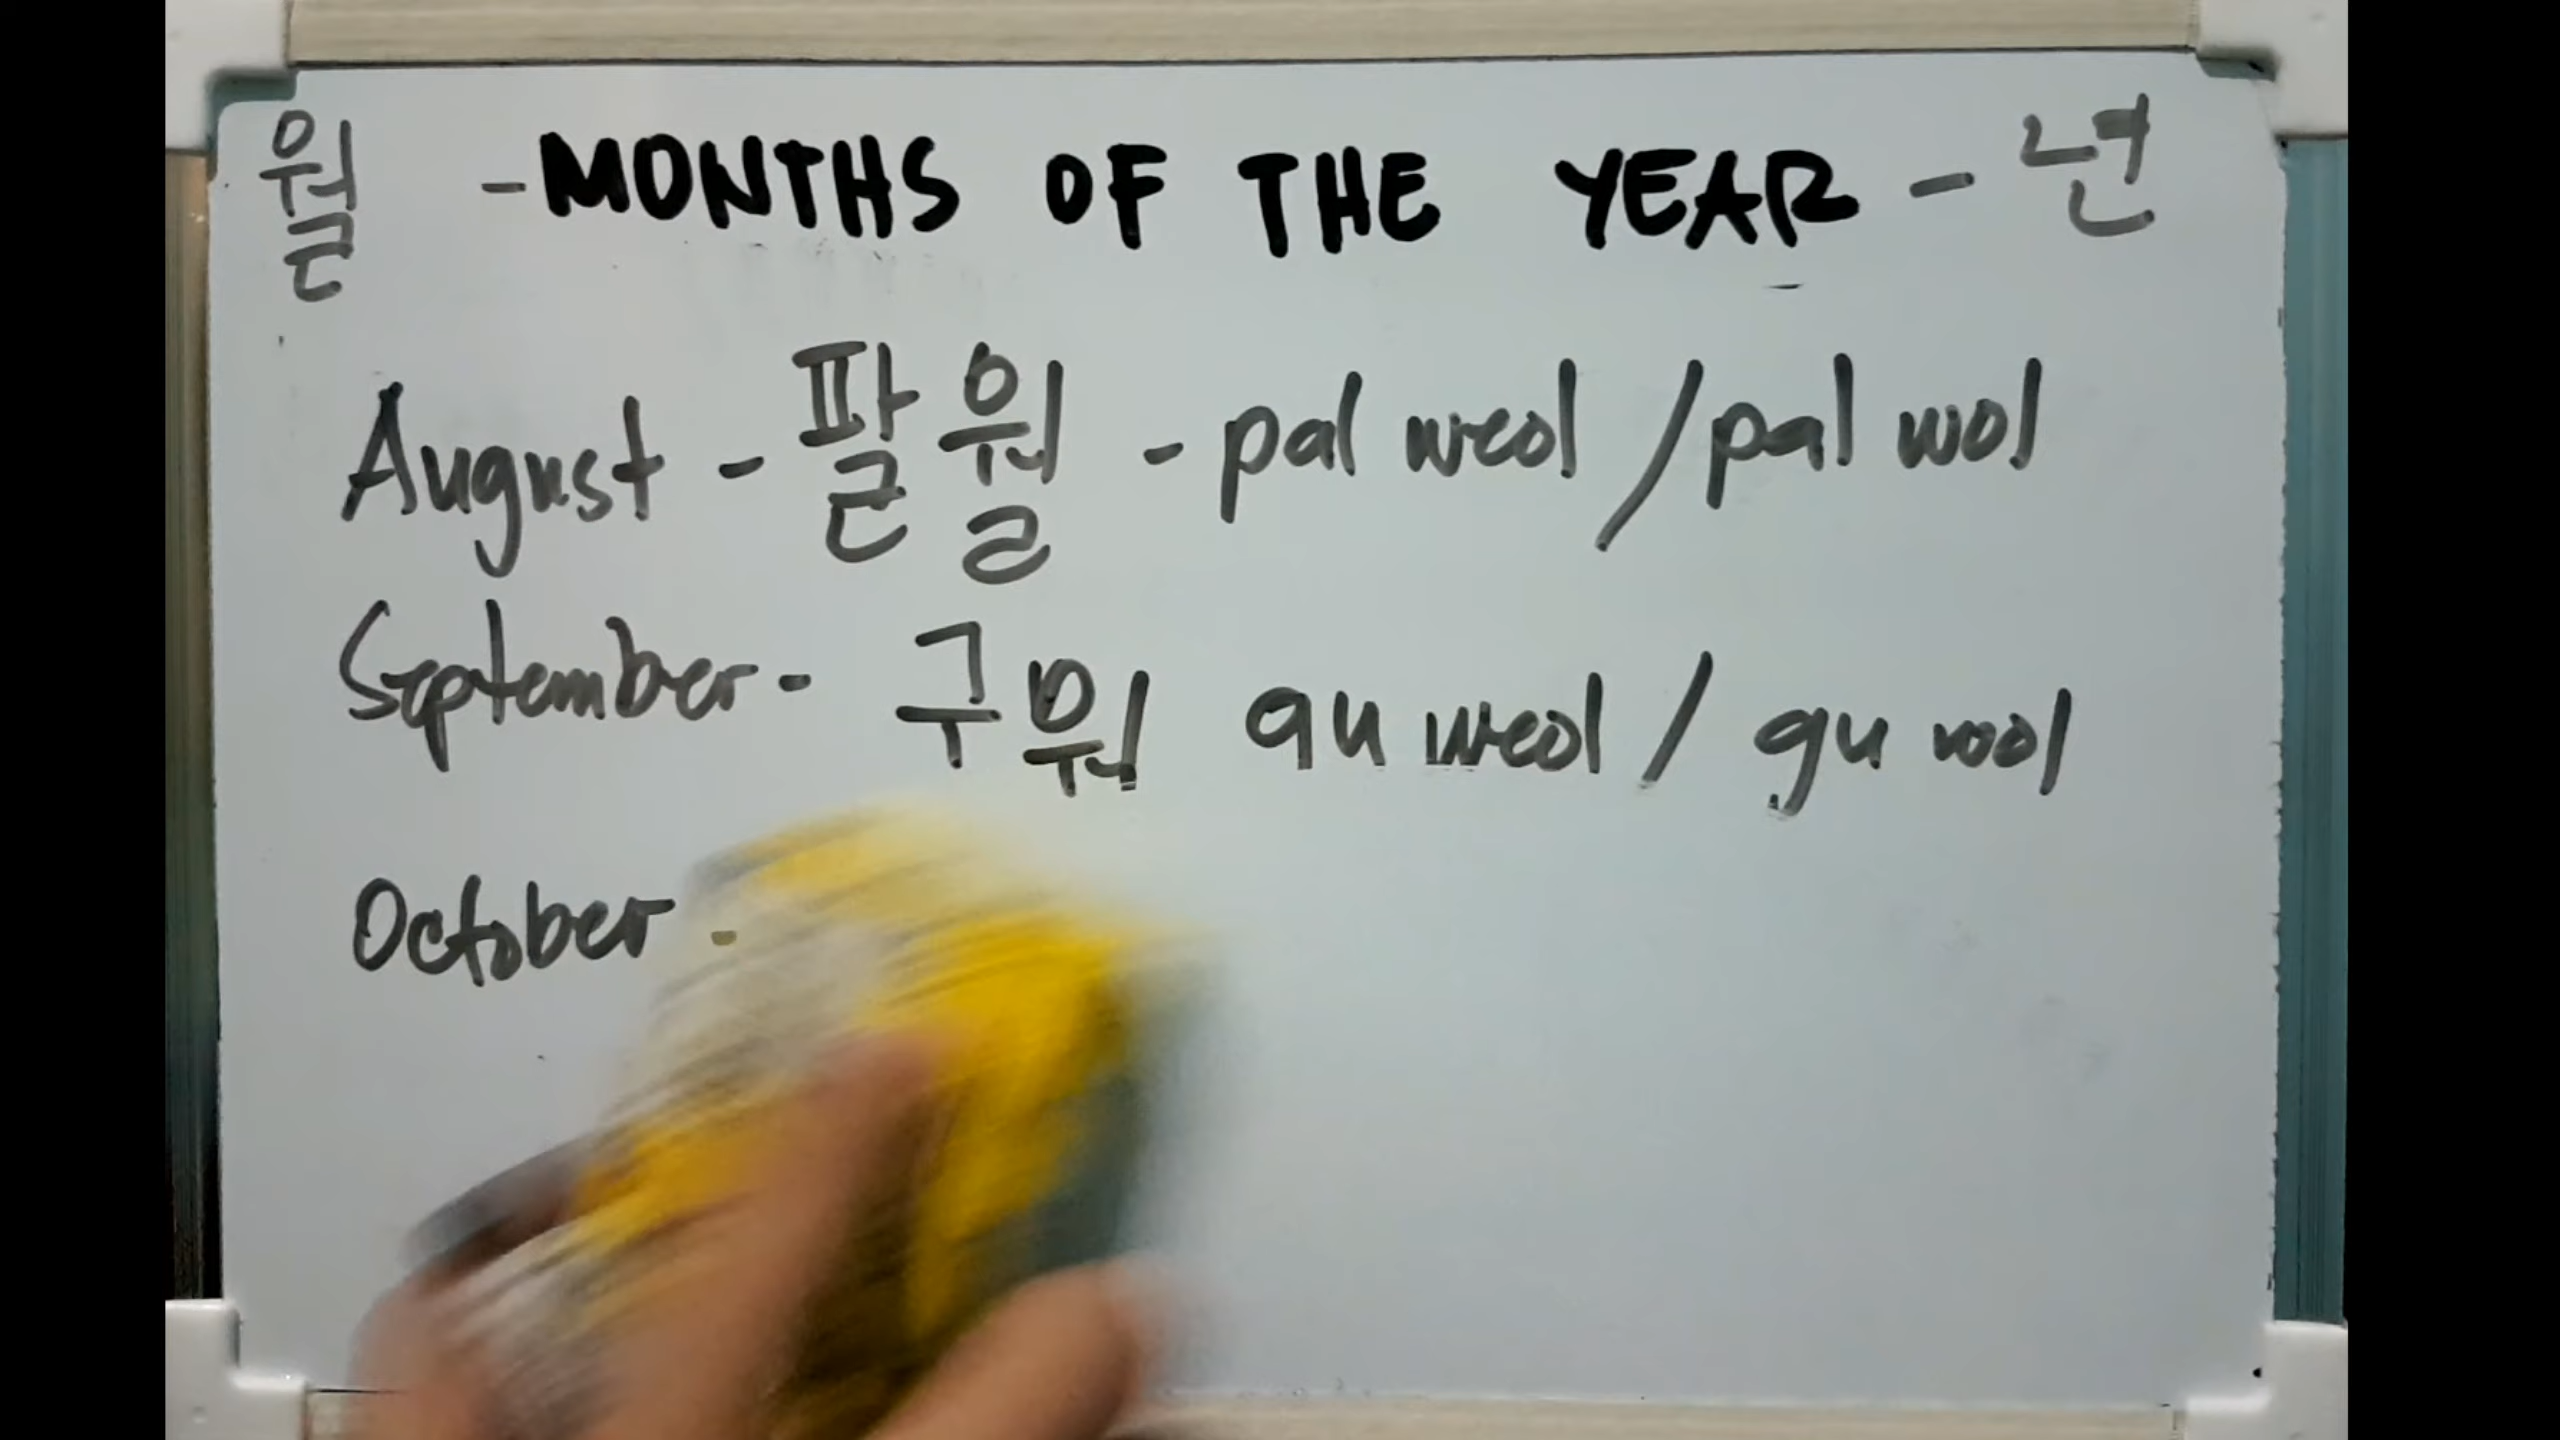 월 - MONTHS OF THE YEAR - 년
August - 팔월 - pal weol / pal wol
September - 구워 gu weol / gu wol
October -